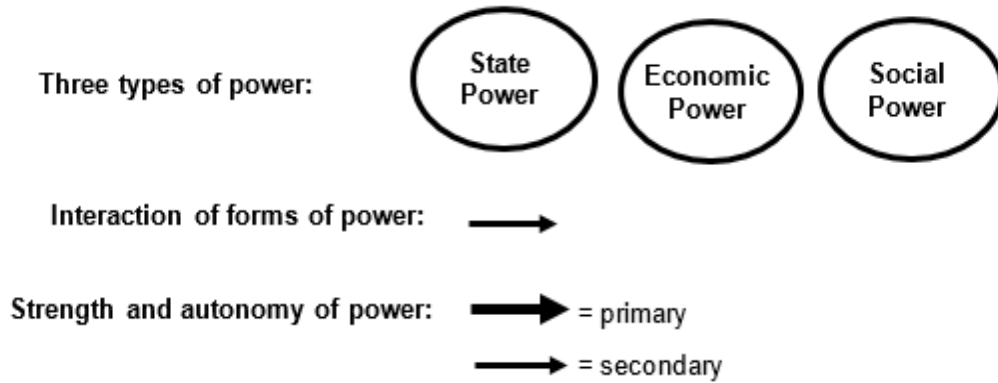 Three types of power:
State
Power
Economic
Power
Social
Power
Interaction of forms of power:
Strength and autonomy of power:
= primary
= secondary